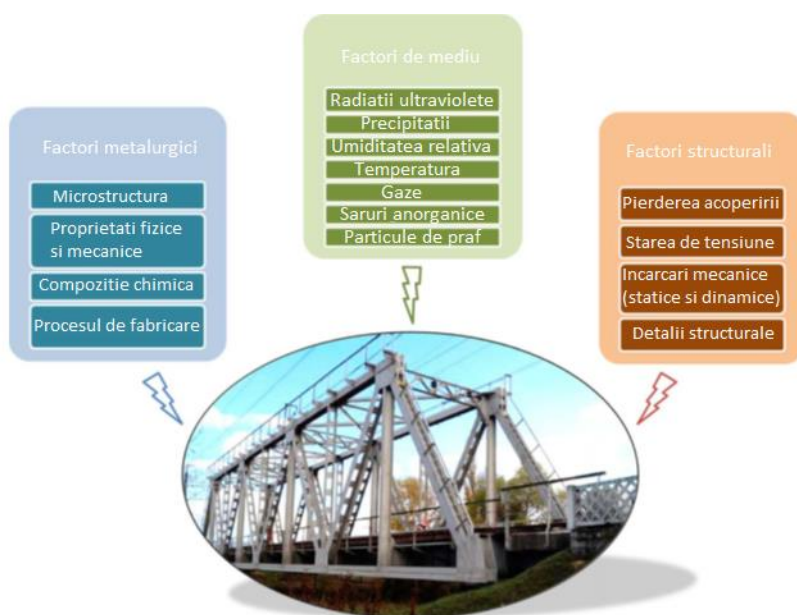 Factori metalurgici
Microstructura
Proprietati fizice
si mecanice
Compozitie chimica
Procesul de fabricare
Factori de mediu
Radiatii ultraviolete
Precipitatii
Umiditatea relațiva
Temperatura
Gaze
Saruri anorganice
Particule de praf
Factori structurali
Pierderea acoperirii
Starea de tensiune
Incarcari mecanice
(statice si dinamice)
Detalii structurale